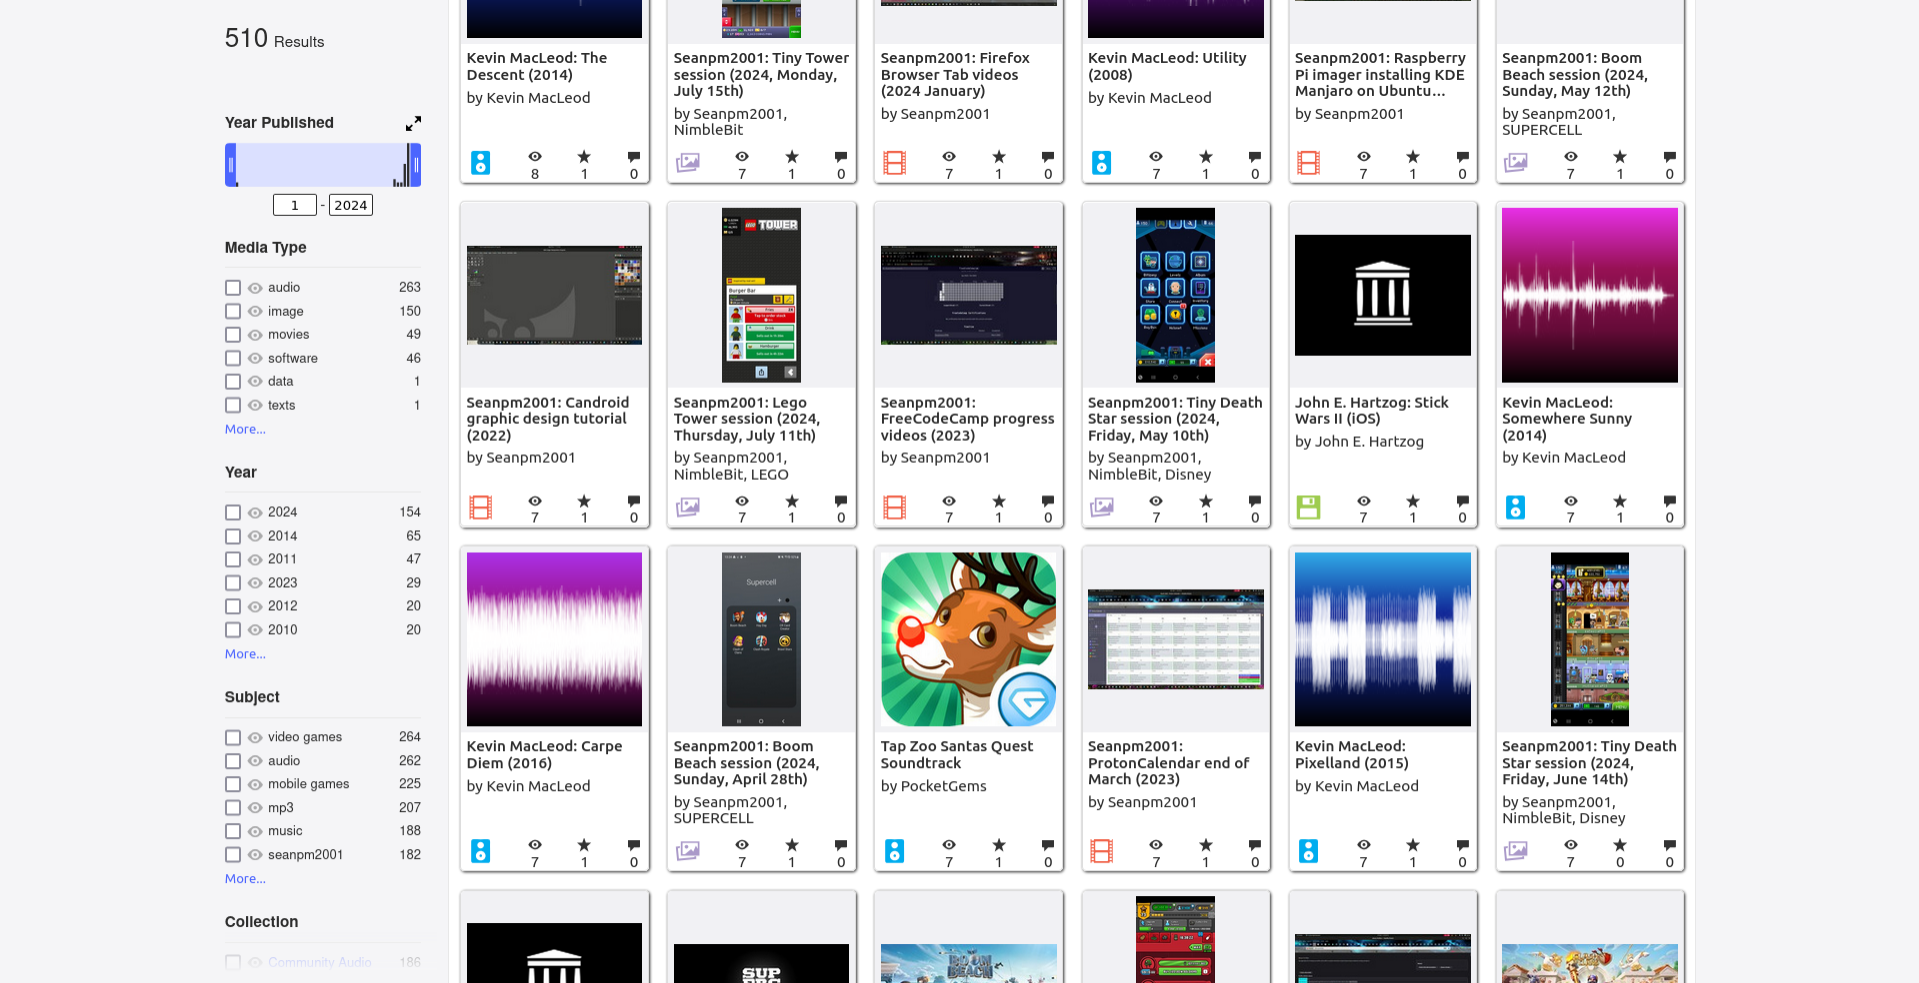 510 Results
Year Published
1 - 2024
Media Type
audio 263
image 150
movies 49
software 46
data 1
texts 1
More...
Year
2024 154
2014 65
2011 47
2023 29
2012 20
2010 20
More...
Subject
video games 264
audio 262
mobile games 225
mp3 207
music 188
seanpm2001 182
More...
Collection
Community Audio 186
Kevin MacLeod: The
Descent (2014)
by Kevin MacLeod
8 1 0
Seanpm2001: Tiny Tower
session (2024, Monday,
July 15th)
by Seanpm2001,
NimbleBit
7 1 0
Seanpm2001: Firefox
Browser Tab videos
(2024 January)
by Seanpm2001
7 1 0
Kevin MacLeod: Utility
(2008)
by Kevin MacLeod
7 1 0
Seanpm2001: Raspberry
Pi imager installing KDE
Manjaro on Ubuntu...
by Seanpm2001
7 1 0
Seanpm2001: Boom
Beach session (2024,
Sunday, May 12th)
by Seanpm2001,
SUPERCELL
7 1 0
Seanpm2001: Candroid
graphic design tutorial
(2022)
by Seanpm2001
7 1 0
LEGO TOWER
Burger Bar
Seanpm2001: Lego
Tower session (2024,
Thursday, July 11th)
by Seanpm2001,
NimbleBit, LEGO
7 1 0
Seanpm2001:
FreeCodeCamp progress
videos (2023)
by Seanpm2001
7 1 0
Seanpm2001: Tiny Death
Star session (2024,
Friday, May 10th)
by Seanpm2001,
NimbleBit, Disney
7 1 0
John E. Hartzog: Stick
Wars II (iOS)
by John E. Hartzog
7 1 0
Kevin MacLeod:
Somewhere Sunny
(2014)
by Kevin MacLeod
7 1 0
Kevin MacLeod: Carpe
Diem (2016)
by Kevin MacLeod
7 1 0
Supercell
Seanpm2001: Boom
Beach session (2024,
Sunday, April 28th)
by Seanpm2001,
SUPERCELL
7 1 0
Tap Zoo Santas Quest
Soundtrack
by PocketGems
7 1 0
Seanpm2001:
ProtonCalendar end of
March (2023)
by Seanpm2001
7 1 0
Kevin MacLeod:
Pixelland (2015)
by Kevin MacLeod
7 1 0
Seanpm2001: Tiny Death
Star session (2024,
Friday, June 14th)
by Seanpm2001,
NimbleBit, Disney
7 0 0
SUP
BOOM
BEACH